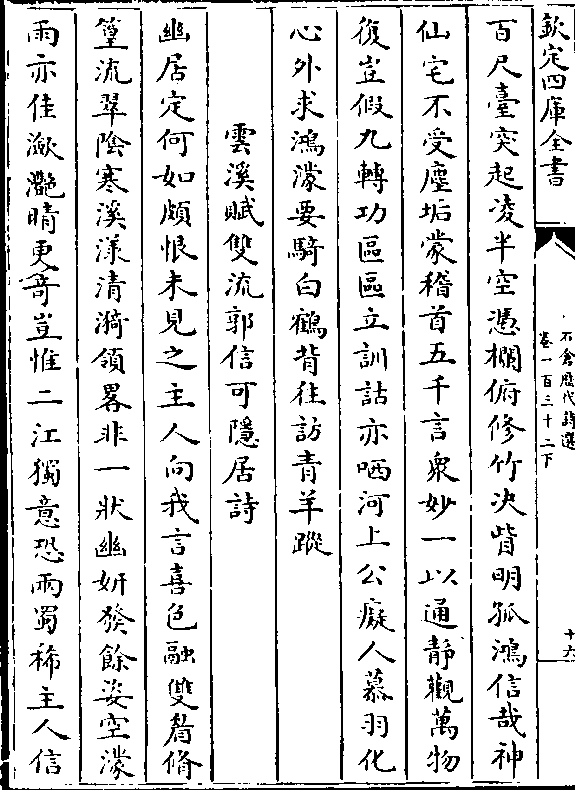 欽定四庫全書
石倉歴代詩選
卷一百三十二下
十六
百尺臺突起凌半空憑欄俯修竹決眥明孤鴻信哉神
仙宅不受塵垢蒙稽首五千言衆妙一以通靜觀萬物
復豈假九轉功區區立訓詁亦哂河上公癡人慕羽化
心外求鴻濛要騎白鶴背往訪青羊蹤
雲溪賦雙流郭信可隱居詩
幽居定何如頗恨未見之主人向我言喜色融雙眉脩
篁流翠陰寒溪漾清漪領畧非一狀幽妍發餘姿空濛
雨亦佳瀲灧晴更竒豈惟二江獨意恐兩蜀稀主人信